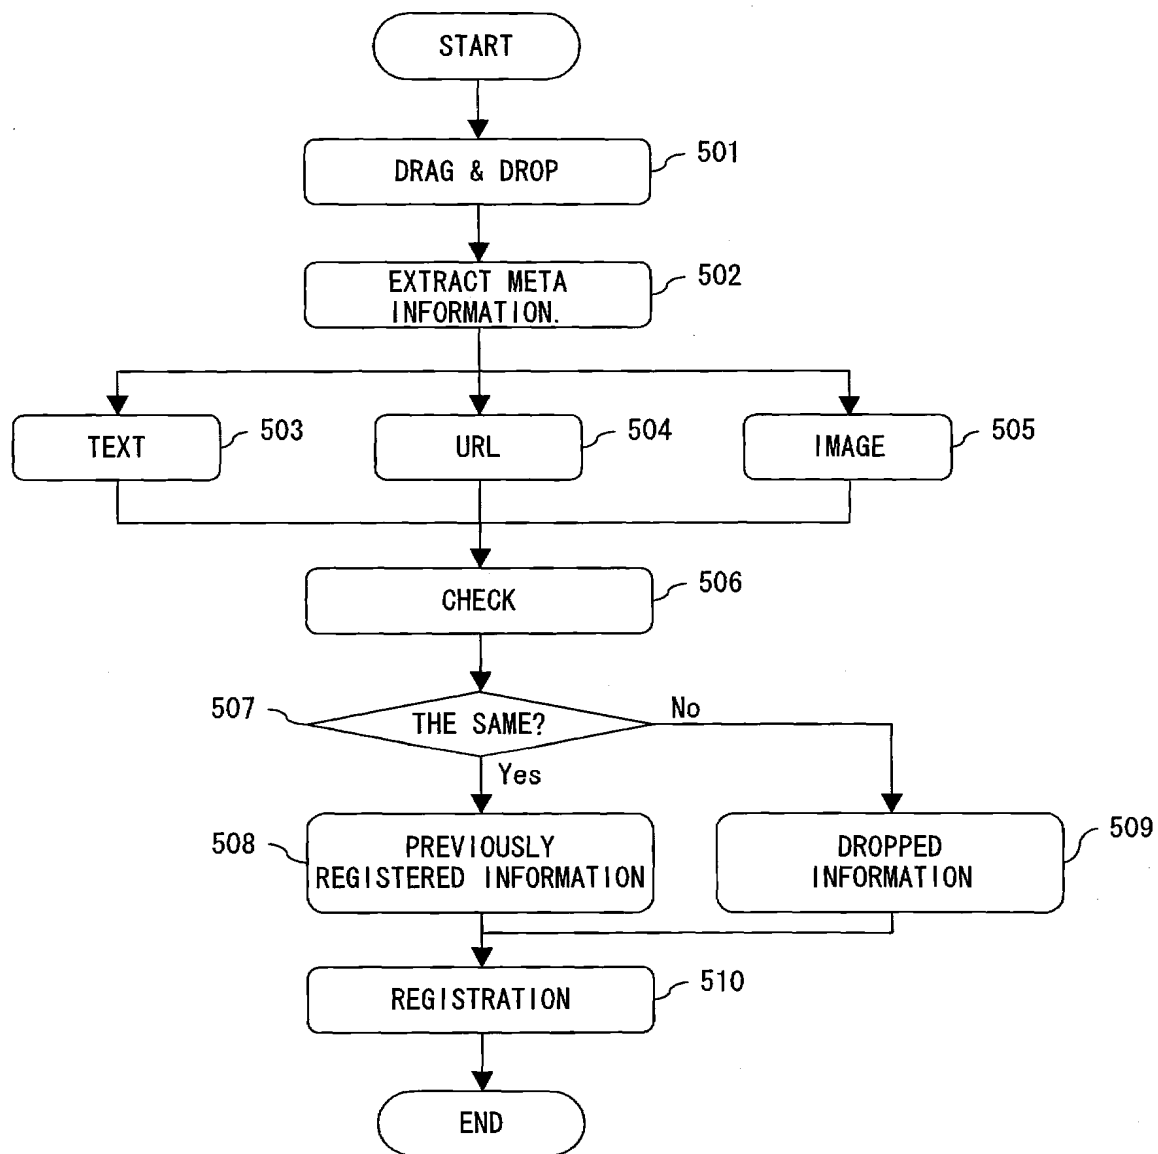 START
DRAG & DROP
501
EXTRACT META
INFORMATION.
502
TEXT
503
URL
504
IMAGE
505
CHECK
506
507
THE SAME?
No
Yes
508
PREVIOUSLY
REGISTERED INFORMATION
DROPPED
INFORMATION
509
REGISTRATION
510
END